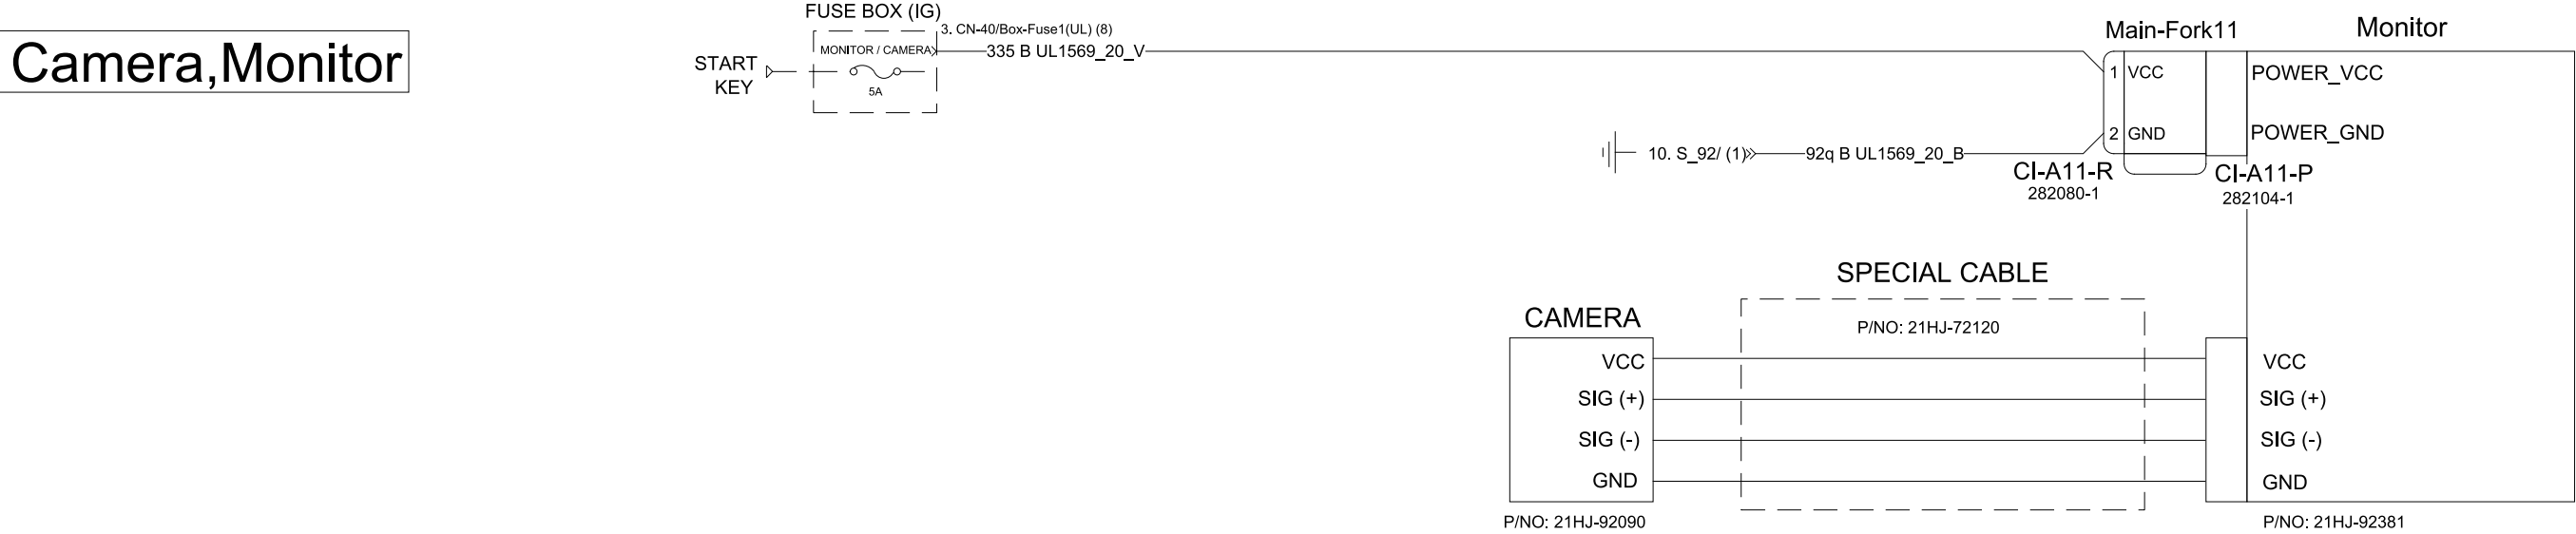 Camera,Monitor
FUSE BOX (IG)
3. CN-40/Box-Fuse1(UL) (8)
MONITOR / CAMERA
335 B UL1569_20_V
START
KEY
5A
Main-Fork11
Monitor
1 VCC
POWER_VCC
2 GND
POWER_GND
10. S_92/ (1)
92q B UL1569_20_B
CI-A11-R
282080-1
CI-A11-P
282104-1
SPECIAL CABLE
P/NO: 21HJ-72120
CAMERA
VCC
VCC
SIG (+)
SIG (+)
SIG (-)
SIG (-)
GND
GND
P/NO: 21HJ-92090
P/NO: 21HJ-92381